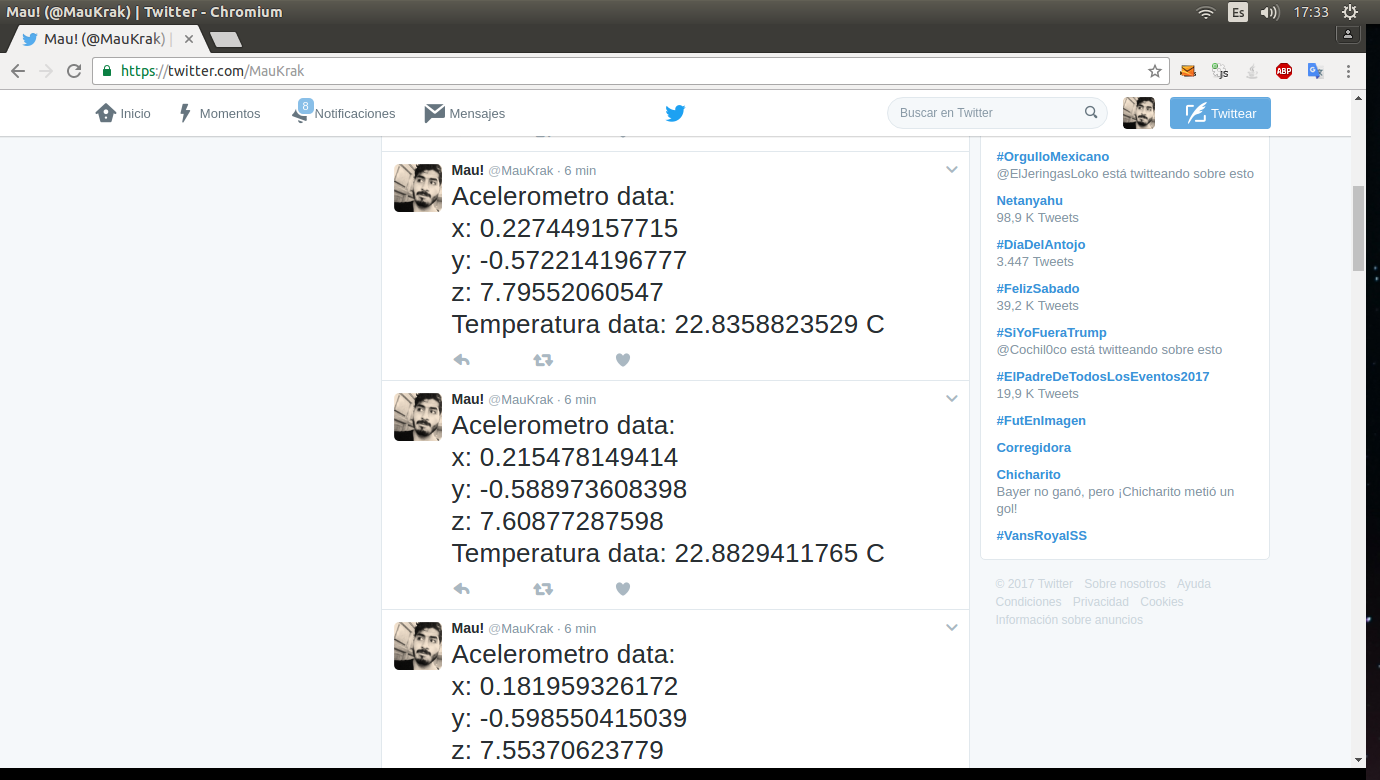 Mau! (@MauKrak) | Twitter - Chromium
Es
17:33
Mau! (@MauKrak) |
https://twitter.com/MauKrak
JS
ABP
Inicio
Momentos
8
Notificaciones
Mensajes
Buscar en Twitter
Twittear
Mau! @MauKrak · 6 min
Acelerometro data:
x: 0.227449157715
y: -0.572214196777
z: 7.79552060547
Temperatura data: 22.8358823529 C
Mau! @MauKrak · 6 min
Acelerometro data:
x: 0.215478149414
y: -0.588973608398
z: 7.60877287598
Temperatura data: 22.8829411765 C
Mau! @MauKrak · 6 min
Acelerometro data:
x: 0.181959326172
y: -0.598550415039
z: 7.55370623779
#OrgulloMexicano
@ElJeringasLoko está twitteando sobre esto
Netanyahu
98,9 K Tweets
#DíaDelAntojo
3.447 Tweets
#FelizSabado
39,2 K Tweets
#SiYoFueraTrump
@Cochil0co está twitteando sobre esto
#ElPadreDeTodosLosEventos2017
19,9 K Tweets
#FutEnImagen
Corregidora
Chicharito
Bayer no ganó, pero ¡Chicharito metió un
gol!
#VansRoyalSS
© 2017 Twitter Sobre nosotros Ayuda
Condiciones Privacidad Cookies
Información sobre anuncios